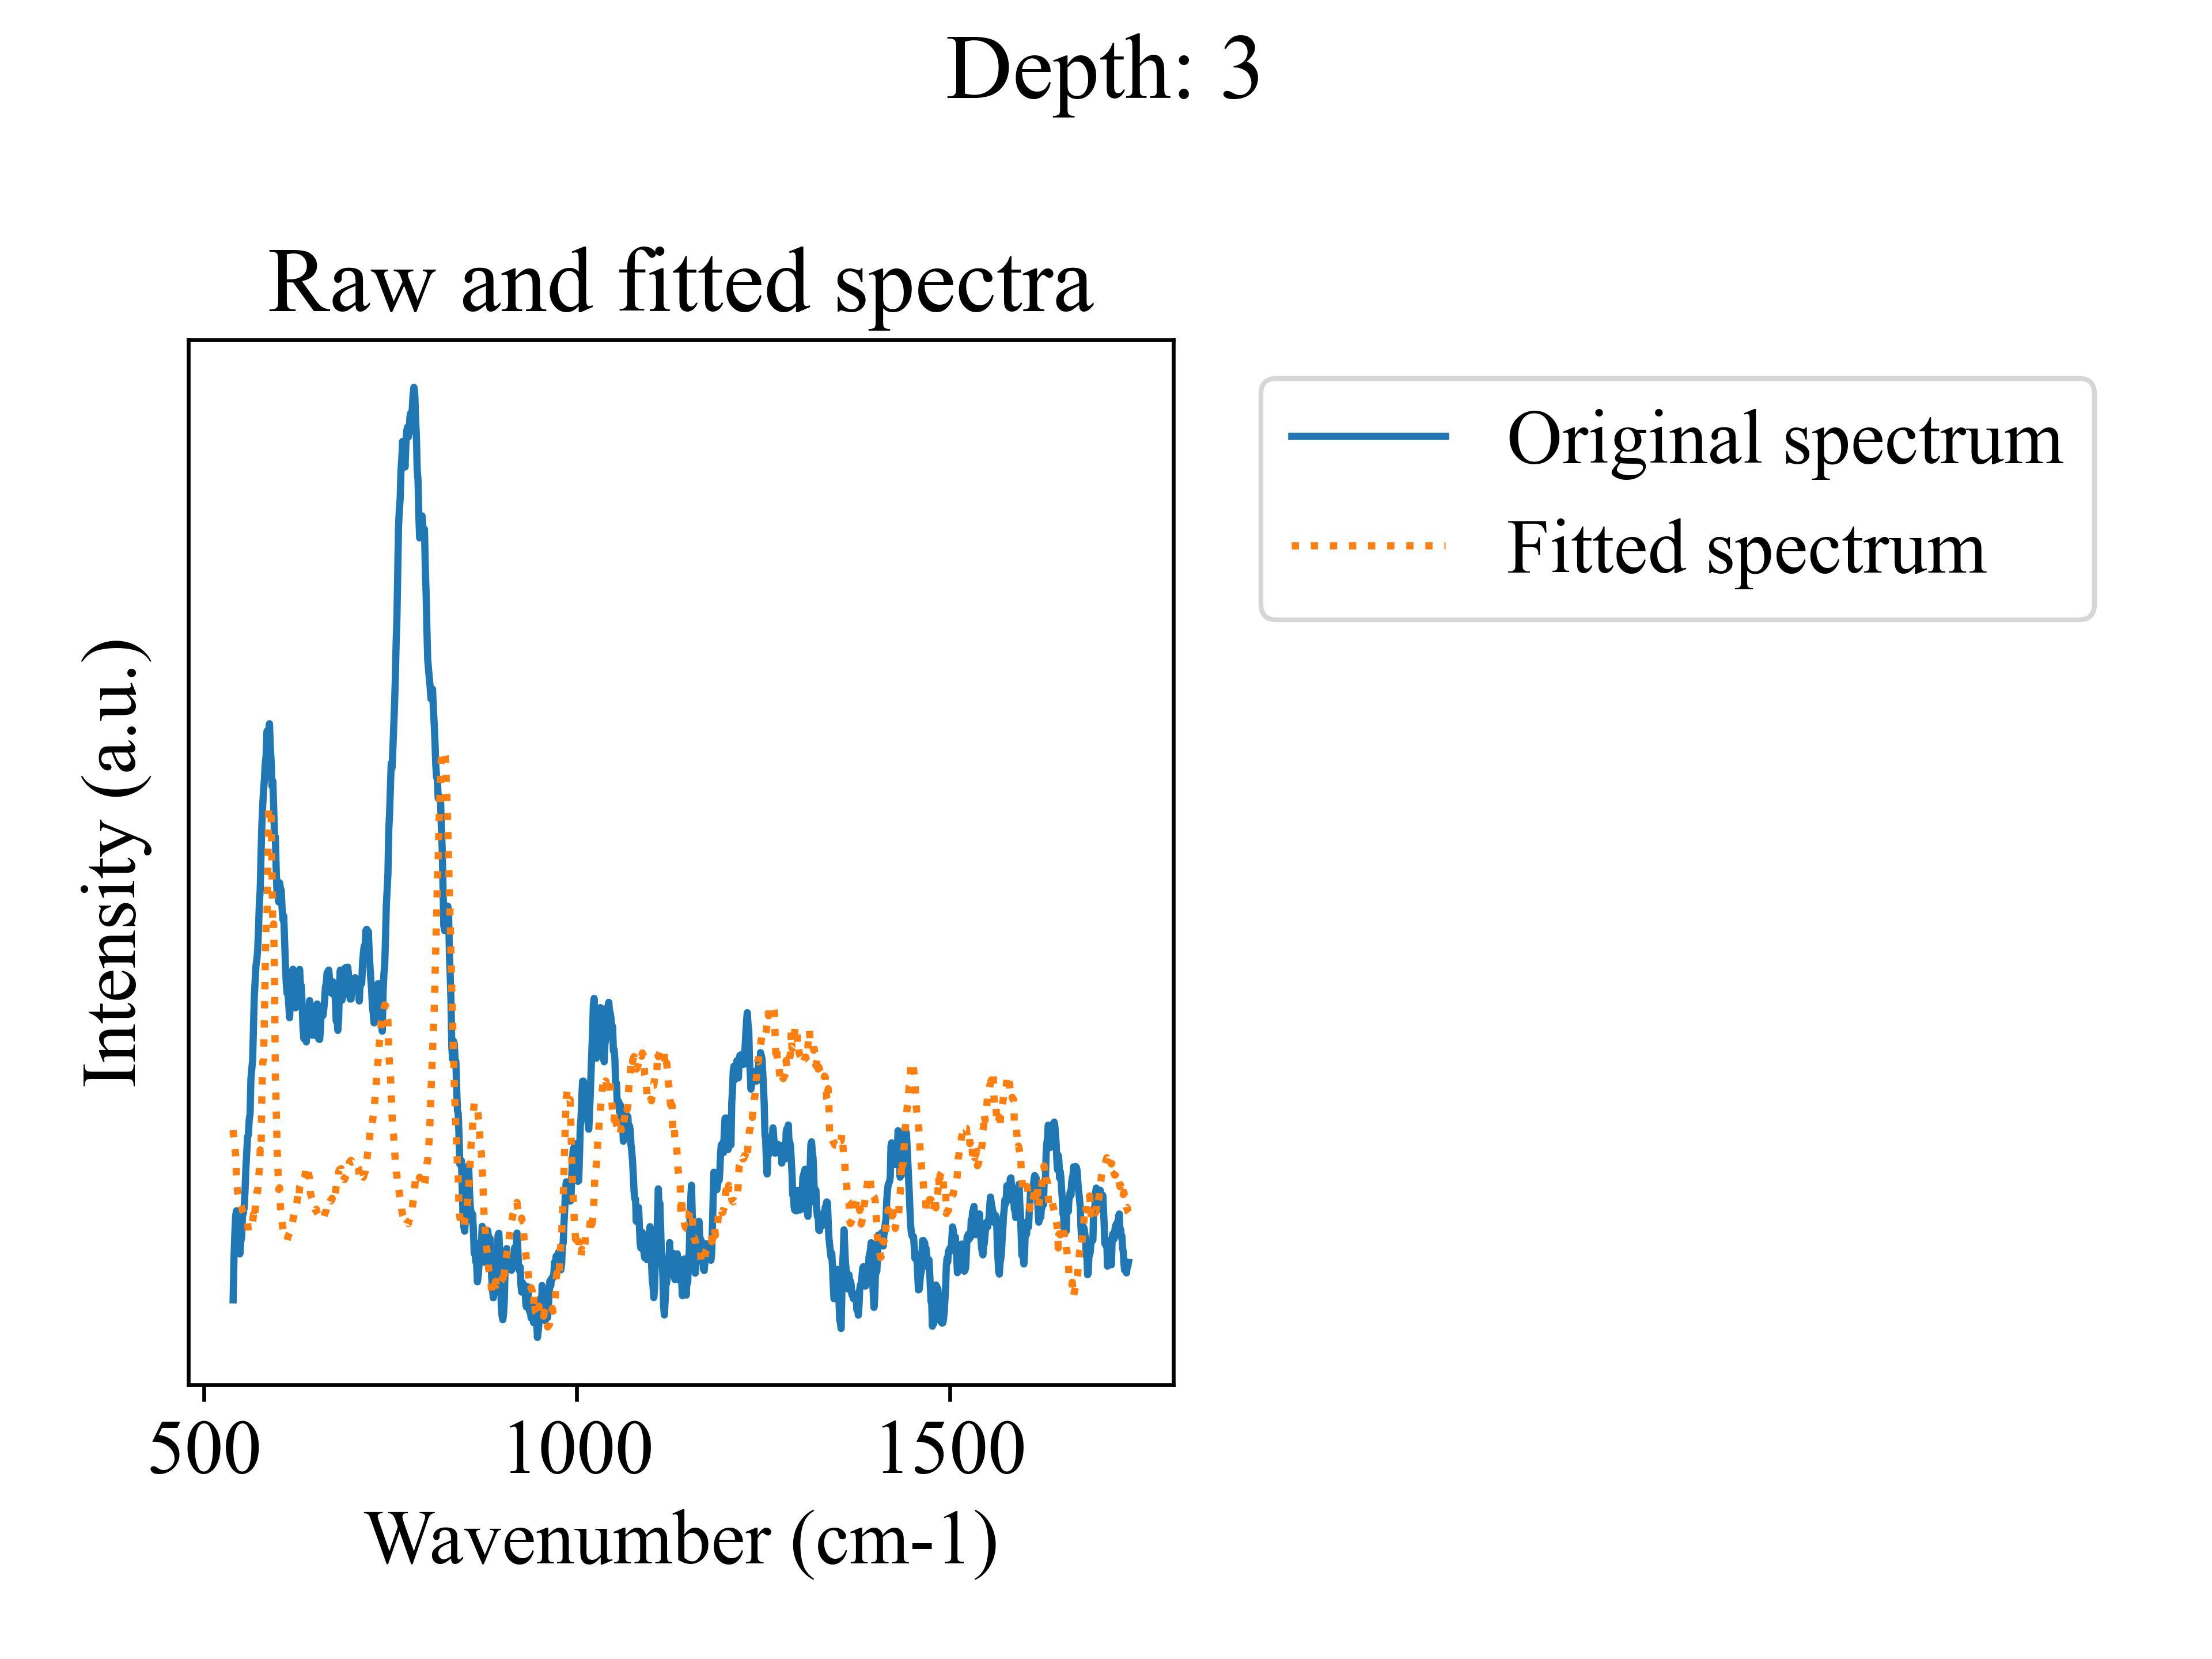 Depth: 3
Raw and fitted spectra
Original spectrum
Fitted spectrum
Intensity (a.u.)
500 1000 1500
Wavenumber (cm-1)